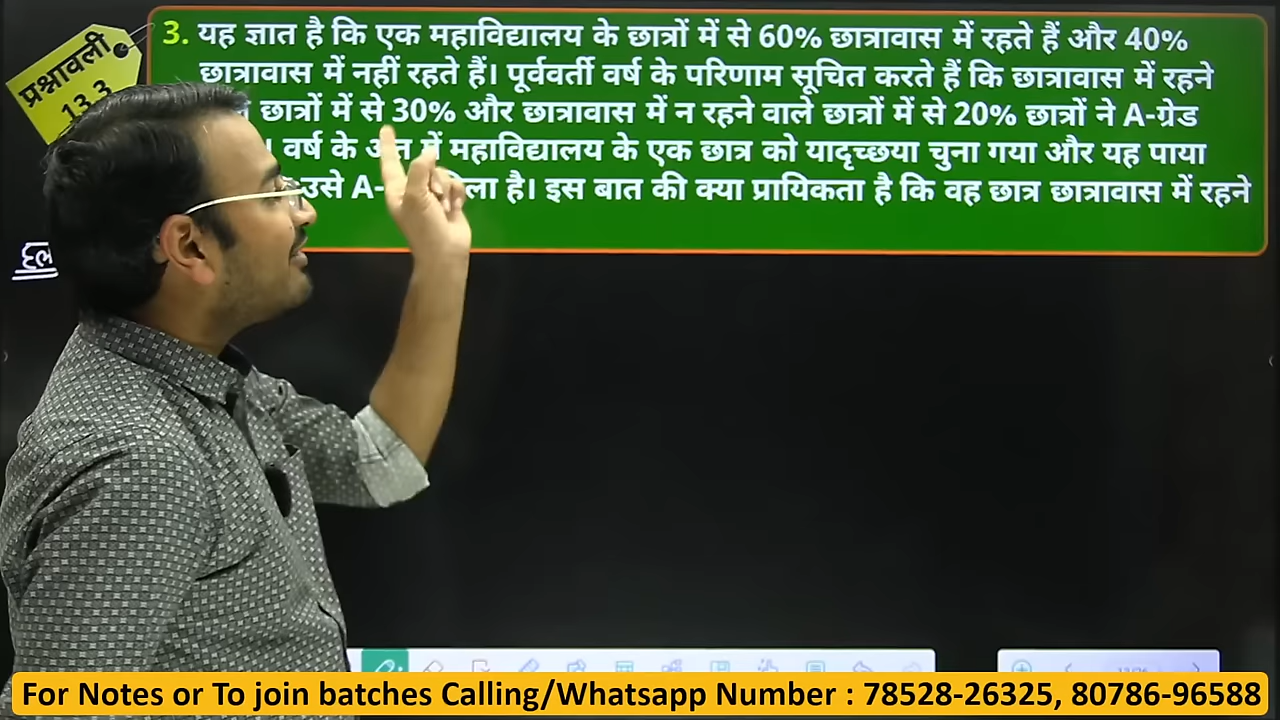 प्रश्नावली
13.3
3. यह ज्ञात है कि एक महाविद्यालय के छात्रों में से 60% छात्रावास में रहते हैं और 40%
छात्रावास में नहीं रहते हैं। पूर्ववर्ती वर्ष के परिणाम सूचित करते हैं कि छात्रावास में रहने
छात्रों में से 30% और छात्रावास में न रहने वाले छात्रों में से 20% छात्रों ने A-ग्रेड
। वर्ष के अंत में महाविद्यालय के एक छात्र को यादृच्छया चुना गया और यह पाया
उसे A- है। इस बात की क्या प्रायिकता है कि वह छात्र छात्रावास में रहने
हल
For Notes or To join batches Calling/Whatsapp Number : 78528-26325, 80786-96588